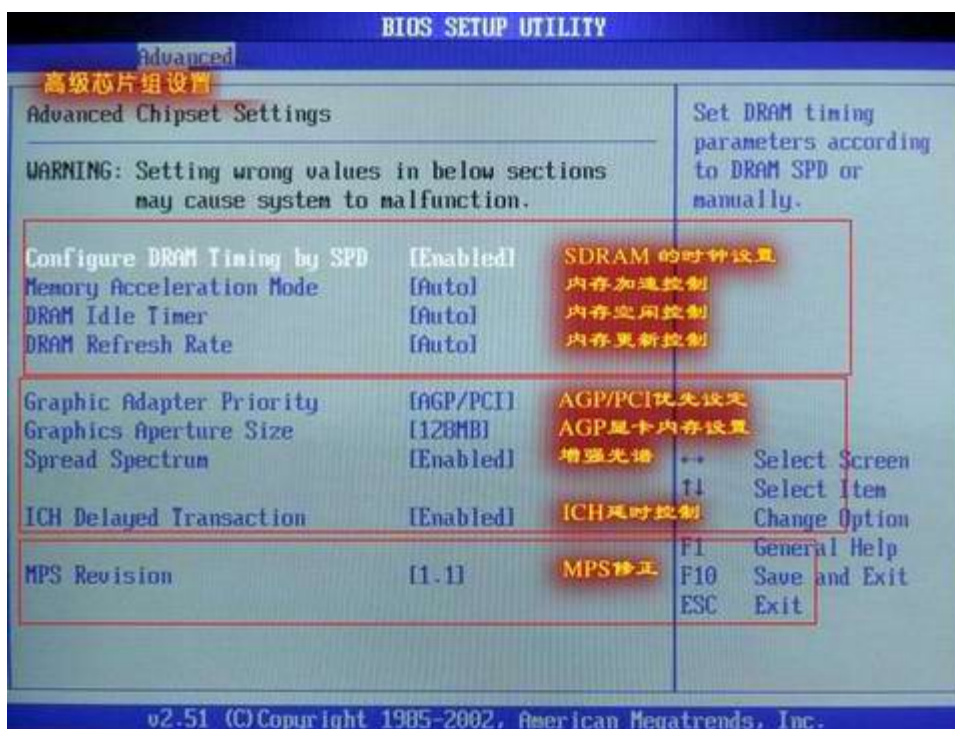 BIOS SETUP UTILITY
Advanced
高级芯片组设置
Advanced Chipset Settings
WARNING: Setting wrong values in below sections
may cause system to malfunction.
Configure DRAM Timing by SPD [Enabled] SDRAM 的时钟设置
Memory Acceleration Mode [Auto] 内存加速控制
DRAM Idle Timer [Auto] 内存空闲控制
DRAM Refresh Rate [Auto] 内存更新控制
Graphic Adapter Priority [AGP/PCI] AGP/PCI优先设定
Graphics Aperture Size [128MB] AGP显卡内存设置
Spread Spectrum [Enabled] 增强光谱
ICH Delayed Transaction [Enabled] ICH延时控制
MPS Revision [1.1] MPS修正
Set DRAM timing
parameters according
to DRAM SPD or
manually.
↔ Select Screen
↑↓ Select Item
Change Option
F1 General Help
F10 Save and Exit
ESC Exit
v2.51 (C)Copyright 1985-2002, American Megatrends, Inc.